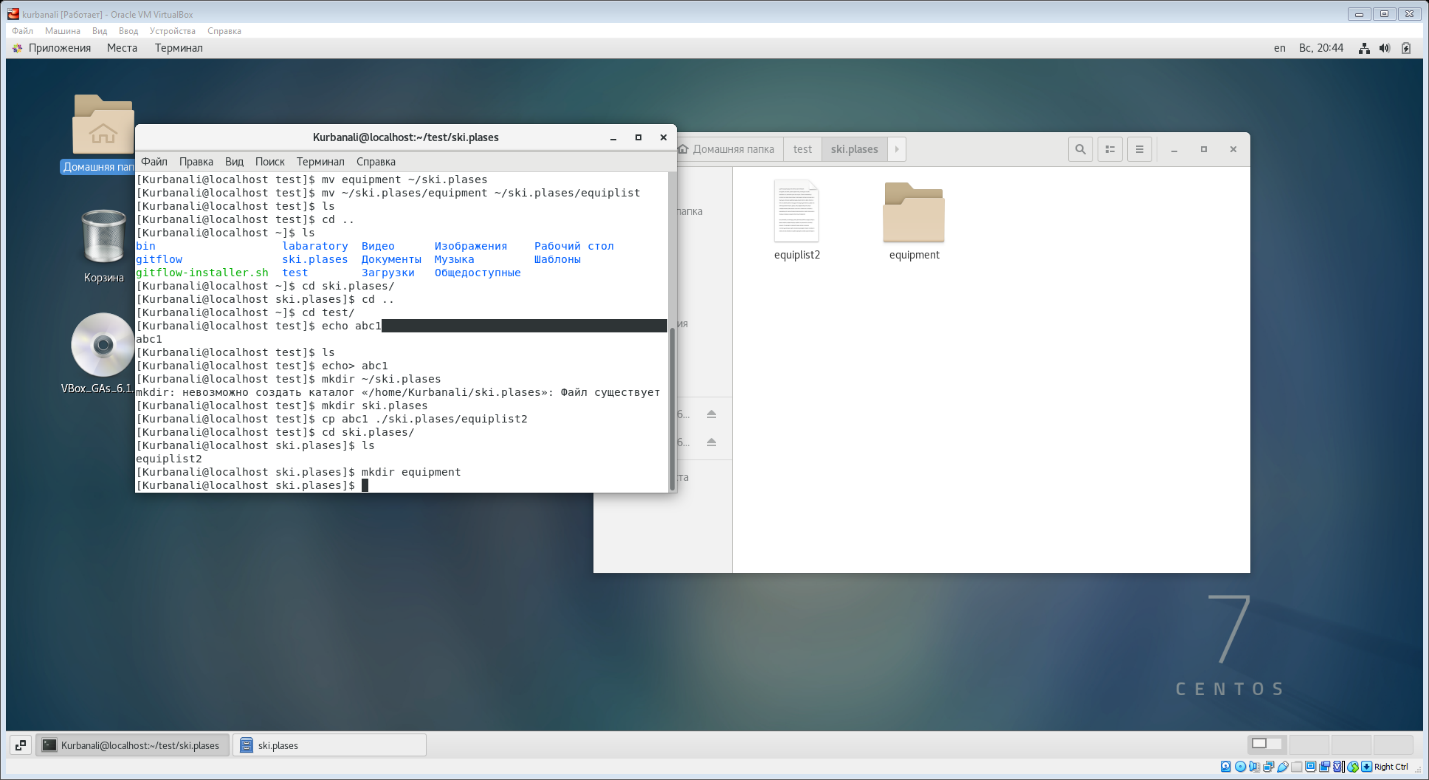 kurbanali [Работает] - Oracle VM VirtualBox
Файл Машина Вид Ввод Устройства Справка
Приложения Места Терминал en Вс, 20:44
Домашняя пап
Корзина
VBox_GAs_6.1.
Kurbanali@localhost:~/test/ski.plases
Файл Правка Вид Поиск Терминал Справка
[Kurbanali@localhost test]$ mv equipment ~/ski.plases
[Kurbanali@localhost test]$ mv ~/ski.plases/equipment ~/ski.plases/equiplist
[Kurbanali@localhost test]$ ls
[Kurbanali@localhost test]$ cd ..
[Kurbanali@localhost ~]$ ls
bin labaratory Видео Изображения Рабочий стол
gitflow ski.plases Документы Музыка Шаблоны
gitflow-installer.sh test Загрузки Общедоступные
[Kurbanali@localhost ~]$ cd ski.plases/
[Kurbanali@localhost ski.plases]$ cd ..
[Kurbanali@localhost ~]$ cd test/
[Kurbanali@localhost test]$ echo abc1
abc1
[Kurbanali@localhost test]$ ls
[Kurbanali@localhost test]$ echo> abc1
[Kurbanali@localhost test]$ mkdir ~/ski.plases
mkdir: невозможно создать каталог «/home/Kurbanali/ski.plases»: Файл существует
[Kurbanali@localhost test]$ mkdir ski.plases
[Kurbanali@localhost test]$ cp abc1 ./ski.plases/equiplist2
[Kurbanali@localhost test]$ cd ski.plases/
[Kurbanali@localhost ski.plases]$ ls
equiplist2
[Kurbanali@localhost ski.plases]$ mkdir equipment
[Kurbanali@localhost ski.plases]$
Домашняя папка test ski.plases
папка
ия
б...
б...
та
equiplist2 equipment
7
CENTOS
Kurbanali@localhost:~/test/ski.plases ski.plases
Right Ctrl